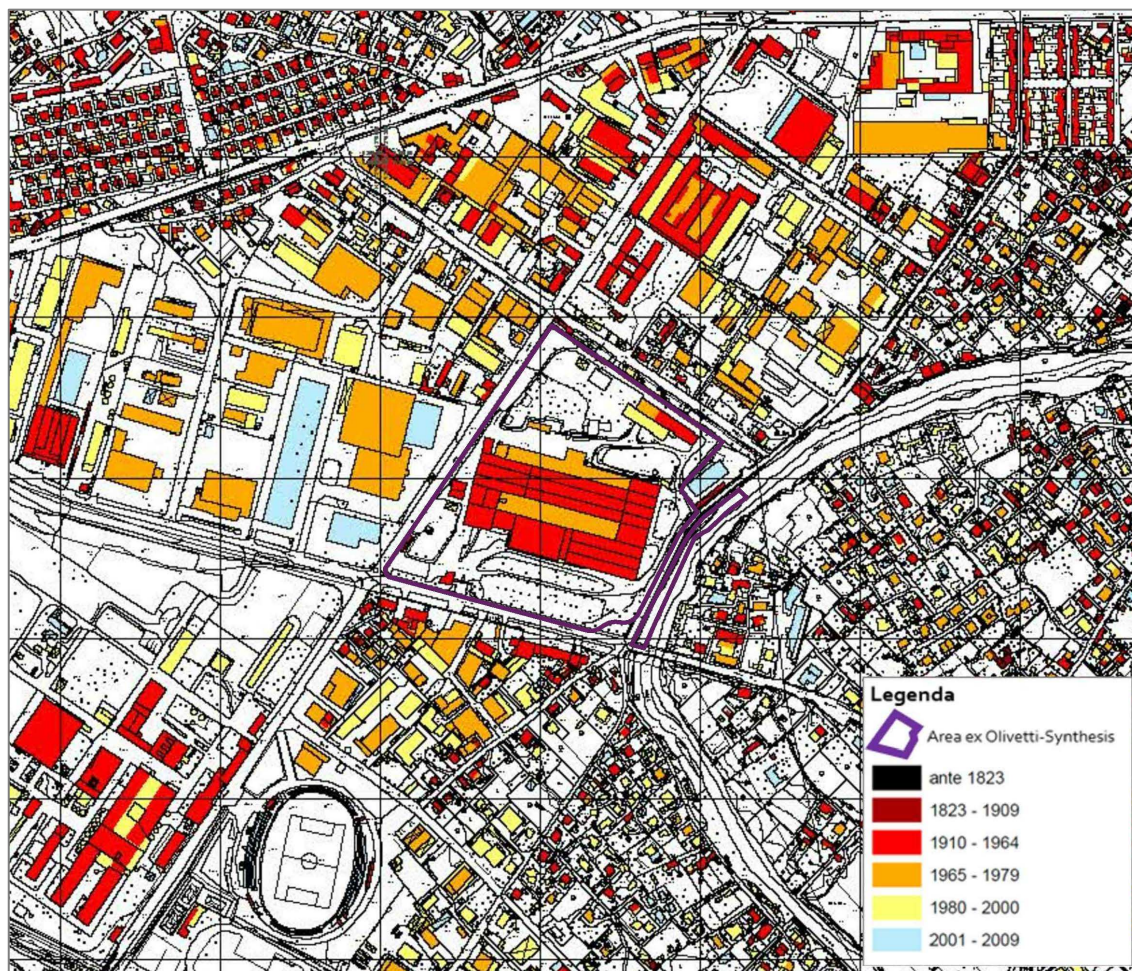 Legenda
Area ex Olivetti-Synthesis
ante 1823
1823 - 1909
1910 - 1964
1965 - 1979
1980 - 2000
2001 - 2009